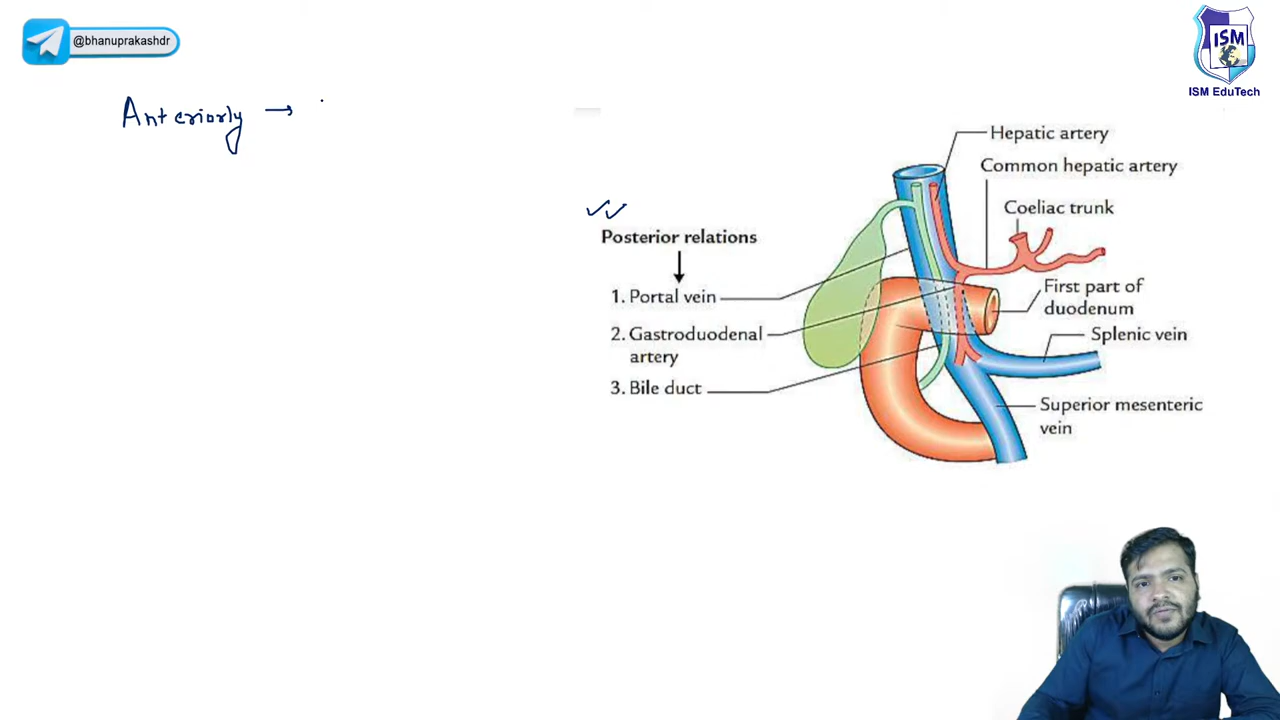 @bhanuprakashdr
ISM
ISM EduTech
Anteriorly →
Hepatic artery
Common hepatic artery
Coeliac trunk
Posterior relations
First part of
duodenum
1. Portal vein
2. Gastroduodenal
artery
Splenic vein
3. Bile duct
Superior mesenteric
vein